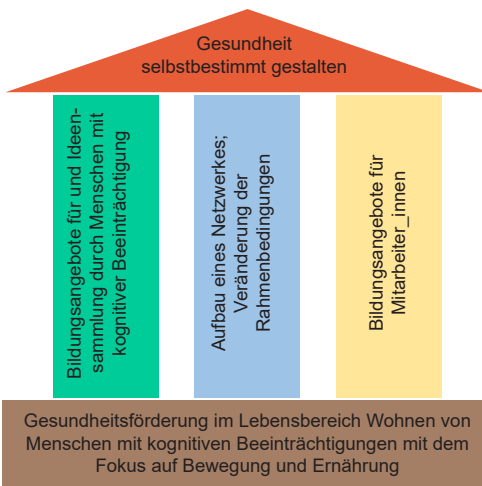 Gesundheit
selbstbestimmt gestalten
Bildungsangebote für und Ideen-
sammlung durch Menschen mit
kognitiver Beeinträchtigung
Aufbau eines Netzwerkes;
Veränderung der
Rahmenbedingungen
Bildungsangebote für
Mitarbeiter_innen
Gesundheitsförderung im Lebensbereich Wohnen von
Menschen mit kognitiven Beeinträchtigungen mit dem
Fokus auf Bewegung und Ernährung